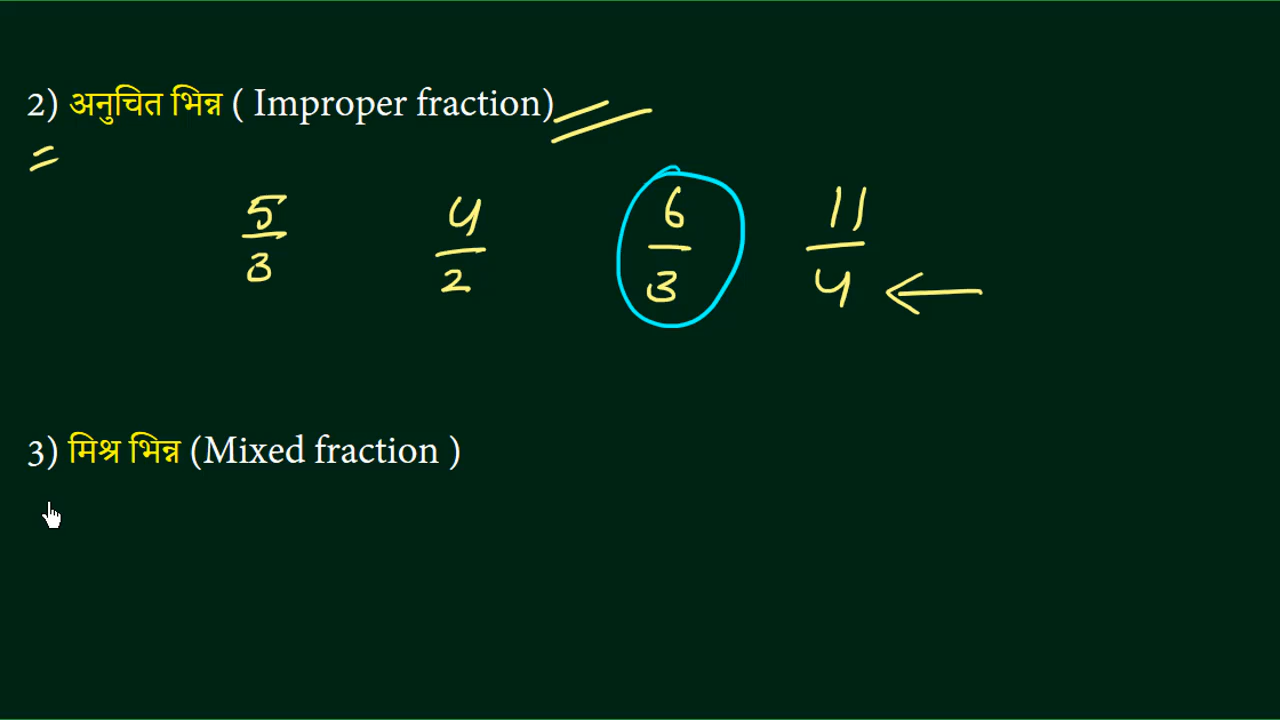 2) अनुचित भिन्न ( Improper fraction)
5/3 4/2 6/3 11/4
3) मिश्र भिन्न (Mixed fraction )